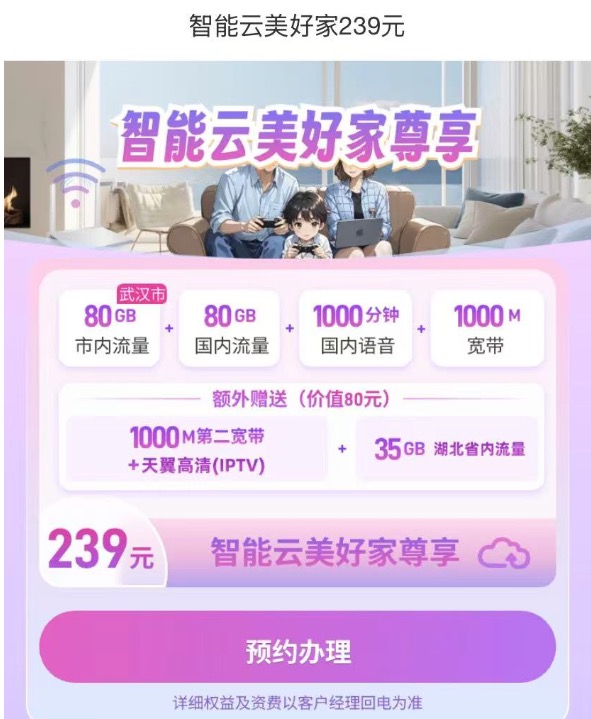 智能云美好家239元
智能云美好家尊享
武汉市
80GB
市内流量
+
80GB
国内流量
+
1000分钟
国内语音
+
1000M
宽带
额外赠送（价值80元）
1000M第二宽带
+天翼高清(IPTV)
+
35GB 湖北省内流量
239元
智能云美好家尊享
预约办理
详细权益及资费以客户经理回电为准